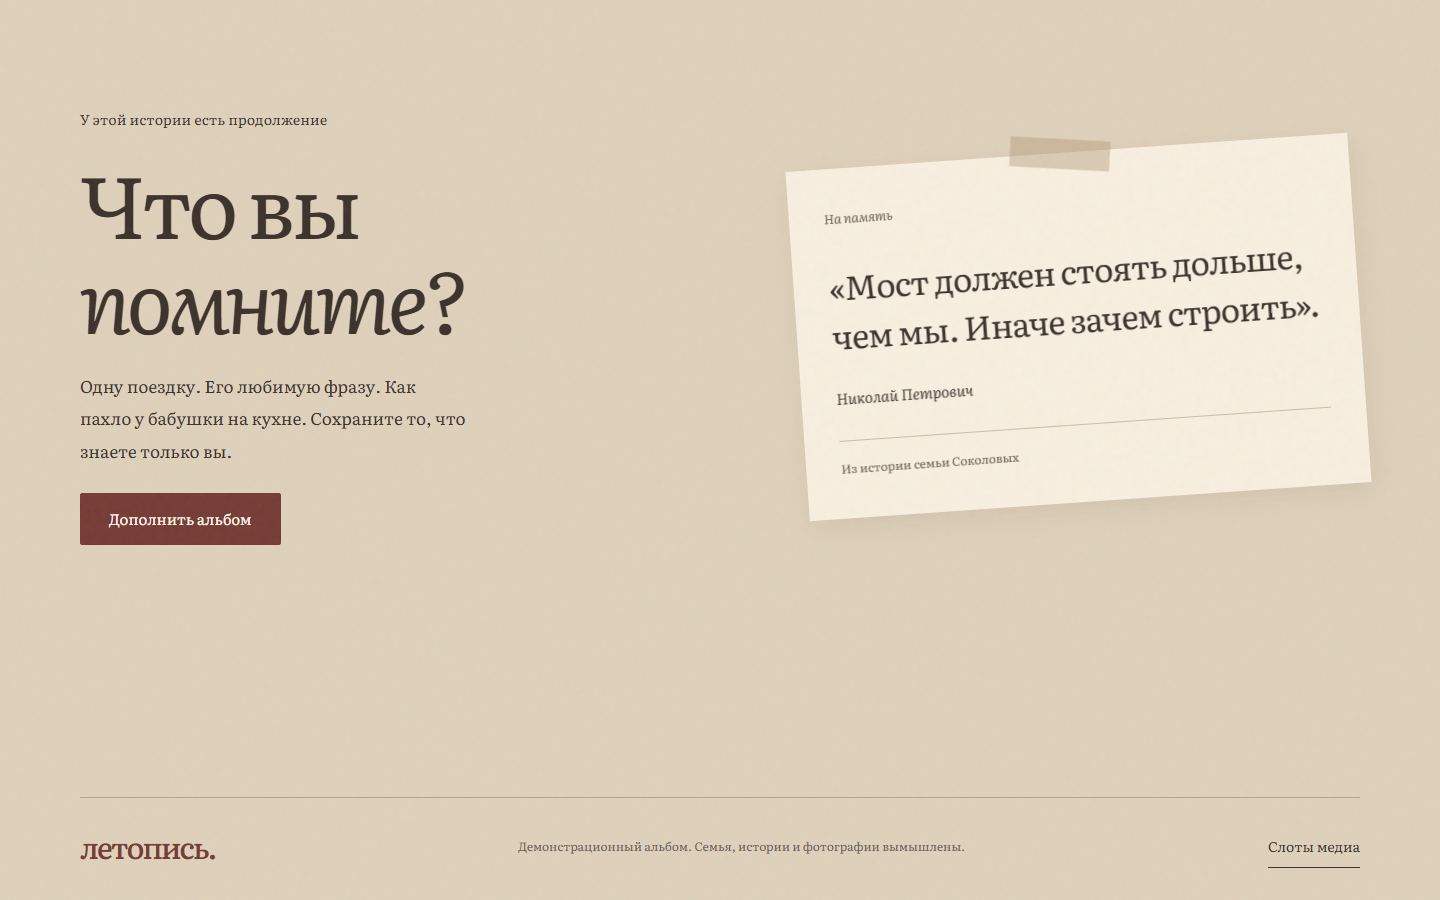 У этой истории есть продолжение
Что вы
помните?
Одну поездку. Его любимую фразу. Как
пахло у бабушки на кухне. Сохраните то, что
знаете только вы.
Дополнить альбом
На память
«Мост должен стоять дольше,
чем мы. Иначе зачем строить».
Николай Петрович
Из истории семьи Соколовых
летопись.
Демонстрационный альбом. Семья, истории и фотографии вымышлены.
Слоты медиа